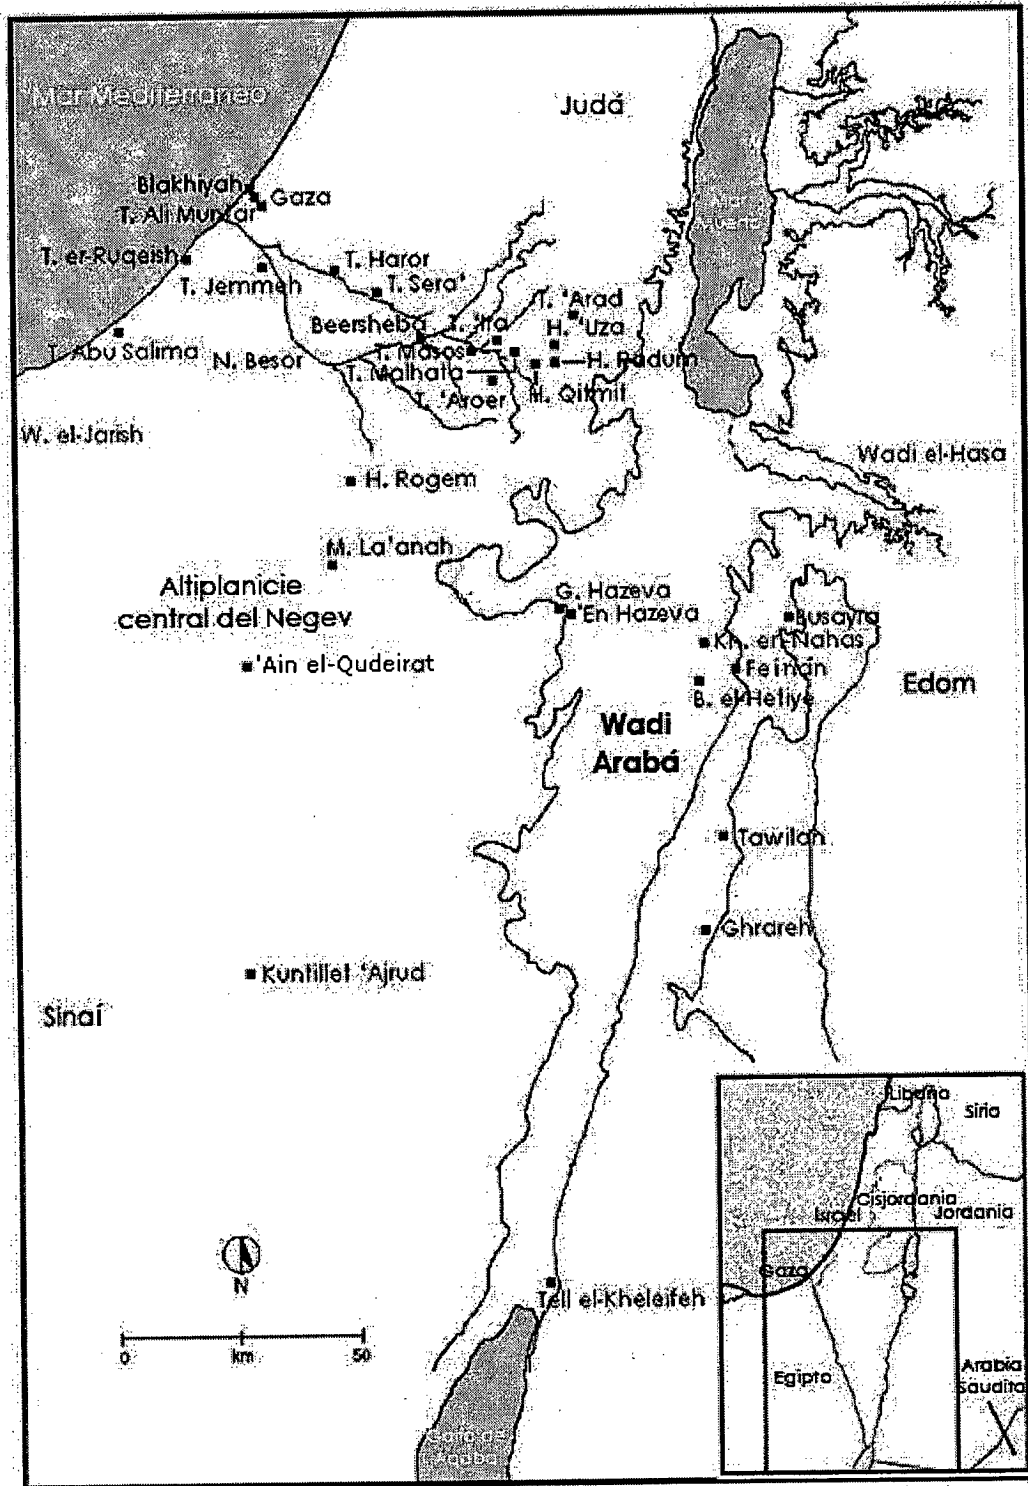 Mar Mediterráneo
Judá
Mar
Muerto
Blakhiyah
Gaza
T. Ali Muntar
T. er-Ruqeish
T. Jemmeh
T. Haror
T. Sera'
T. 'Arad
H. 'Uza
Beersheba
T. 'Ira
T. Abu Salima
N. Besor
T. Masos
H. Radum
T. Malhata
M. Qitmit
T. 'Aroer
W. el-Jarish
Wadi el-Hasa
H. Rogem
M. La'anah
Altiplanicie
central del Negev
G. Hazeva
'En Hazeva
Busayra
Kh. en-Nahas
'Ain el-Qudeirat
Feinán
B. el-Hetiye
Edom
Wadi
Arabá
Tawilan
Ghrareh
Kuntillet 'Ajrud
Sinaí
Tell el-Kheleifeh
N
0
km
50
Golfo de
Aqaba
Líbano
Siria
Cisjordania
Israel
Jordania
Gaza
Egipto
Arabia
Saudita